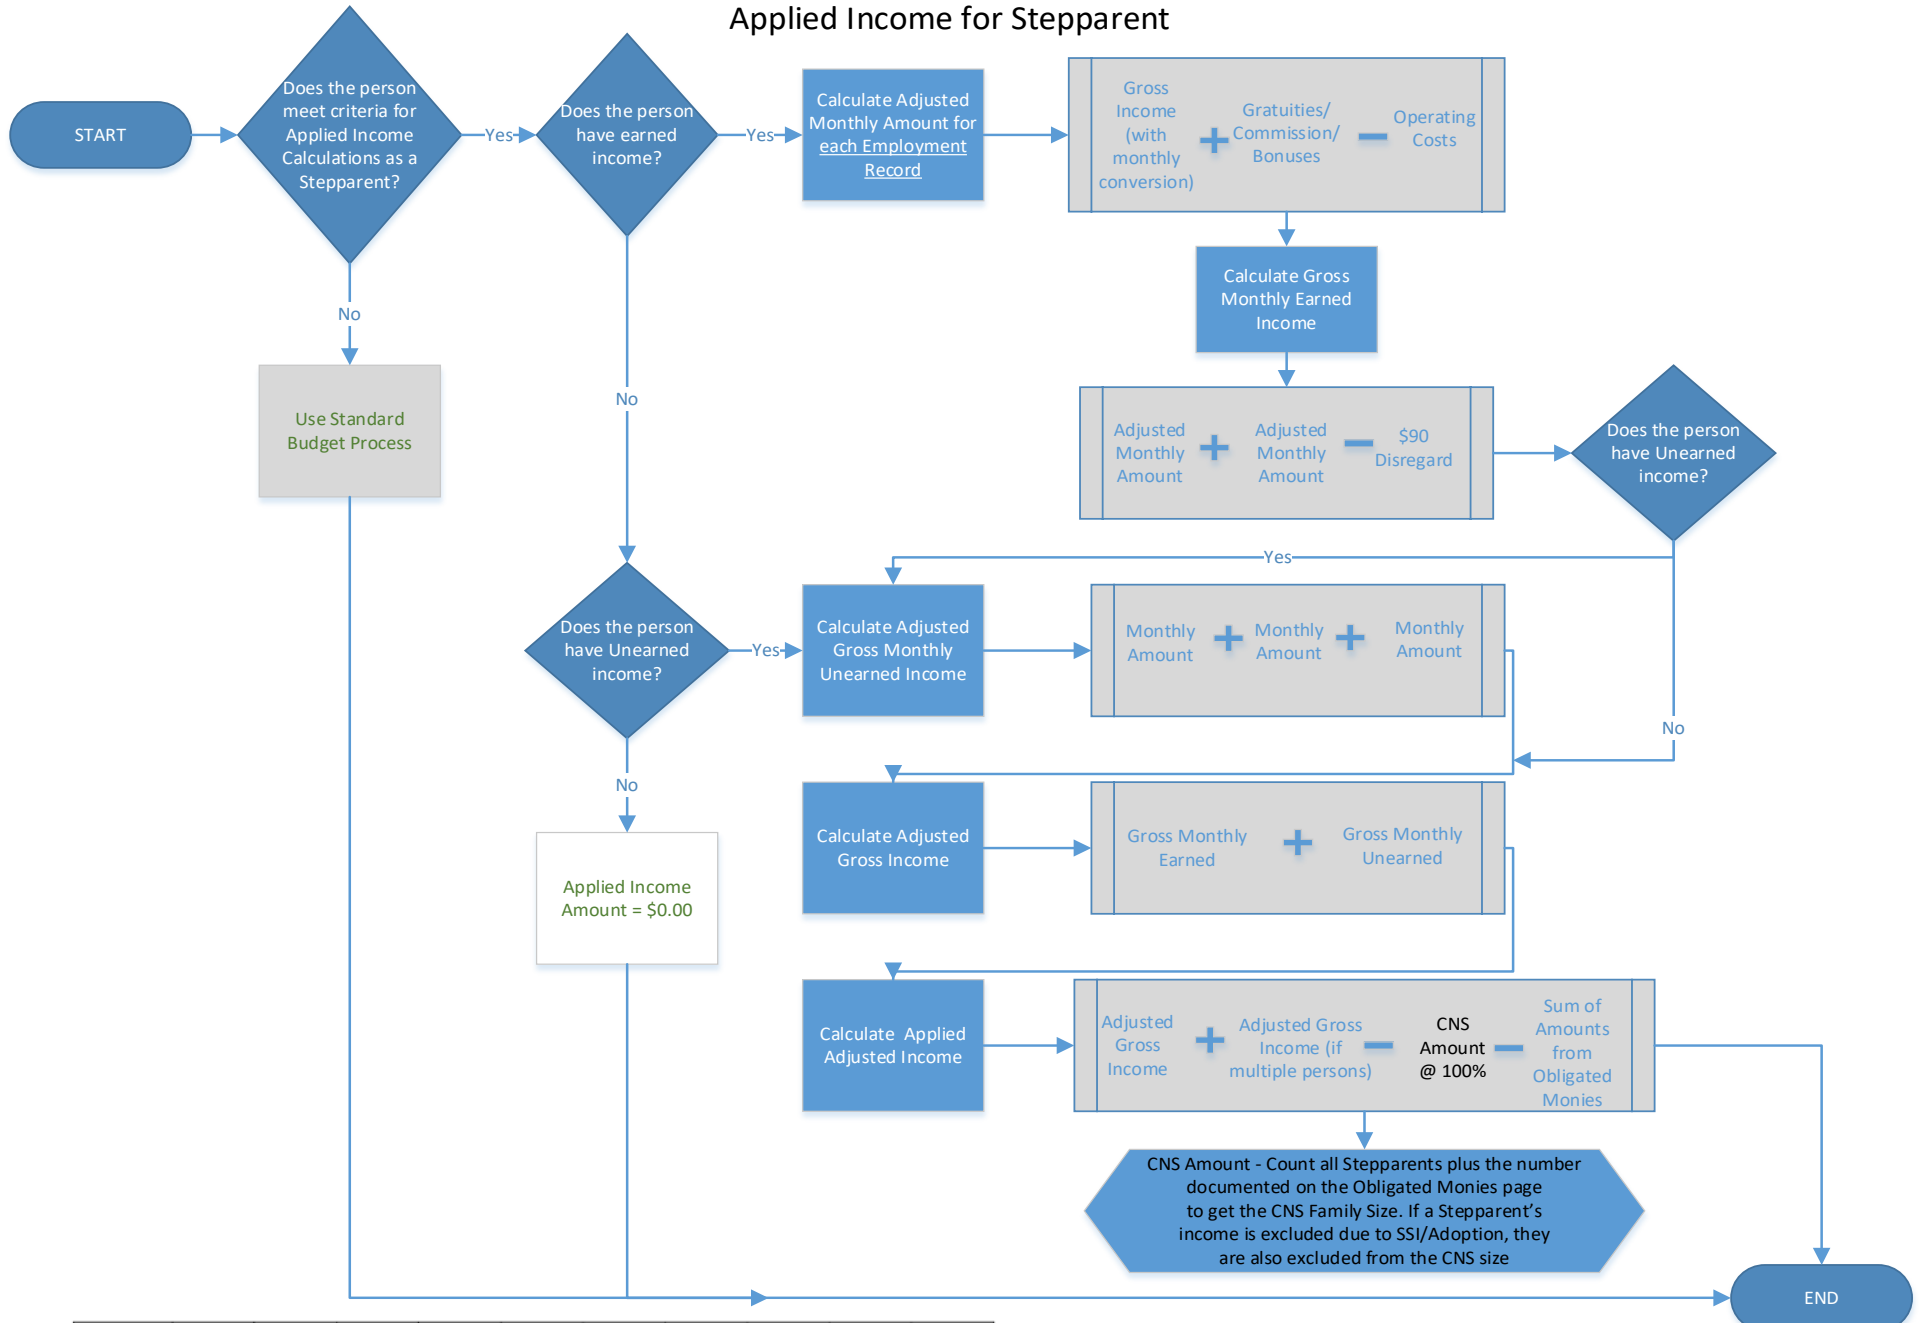 Applied Income for Stepparent
START
Does the person
meet criteria for
Applied Income
Calculations as a
Stepparent?
Yes
Does the person
have earned
income?
Yes
Calculate Adjusted
Monthly Amount for
each Employment
Record
Gross
Income
(with
monthly
conversion)
+
Gratuities/
Commission/
Bonuses
−
Operating
Costs
No
Use Standard
Budget Process
No
Calculate Gross
Monthly Earned
Income
Adjusted
Monthly
Amount
+
Adjusted
Monthly
Amount
−
$90
Disregard
Does the person
have Unearned
income?
Yes
No
Does the person
have Unearned
income?
Yes
Calculate Adjusted
Gross Monthly
Unearned Income
Monthly
Amount
+
Monthly
Amount
+
Monthly
Amount
No
Applied Income
Amount = $0.00
Calculate Adjusted
Gross Income
Gross Monthly
Earned
+
Gross Monthly
Unearned
Calculate  Applied
Adjusted Income
Adjusted
Gross
Income
+
Adjusted Gross
Income (if
multiple persons)
−
CNS
Amount
@ 100%
−
Sum of
Amounts
from
Obligated
Monies
CNS Amount - Count all Stepparents plus the number
documented on the Obligated Monies page
to get the CNS Family Size. If a Stepparent’s
income is excluded due to SSI/Adoption, they
are also excluded from the CNS size
END